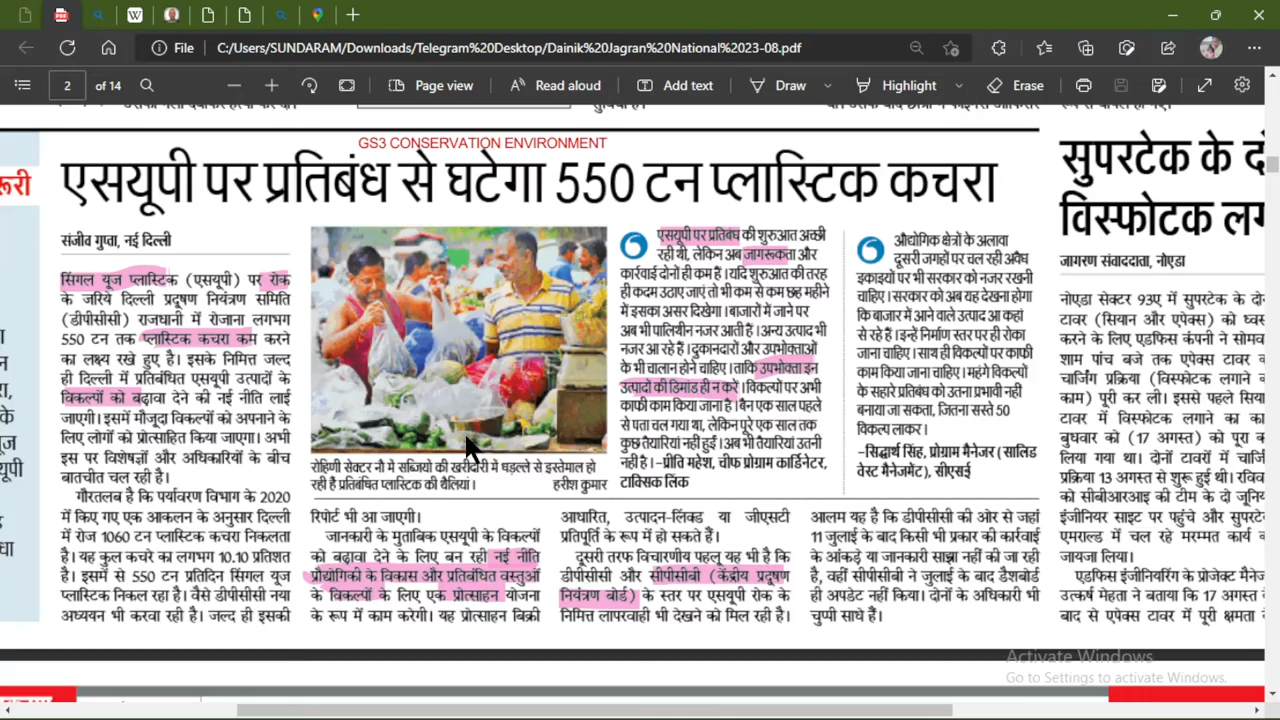 File
C:/Users/SUNDARAM/Downloads/Telegram%20Desktop/Dainik%20Jagran%20National%2023-08.pdf
2 of 14
Page view
Read aloud
Add text
Draw
Highlight
Erase
GS3 CONSERVATION ENVIRONMENT
एसयूपी पर प्रतिबंध से घटेगा 550 टन प्लास्टिक कचरा
संजीव गुप्ता, नई दिल्ली
सिंगल यूज प्लास्टिक (एसयूपी) पर रोक
के जरिये दिल्ली प्रदूषण नियंत्रण समिति
(डीपीसीसी) राजधानी में रोजाना लगभग
550 टन तक प्लास्टिक कचरा कम करने
का लक्ष्य रखे हुए है। इसके निमित्त जल्द
ही दिल्ली में प्रतिबंधित एसयूपी उत्पादों के
विकल्पों को बढ़ावा देने की नई नीति लाई
जाएगी। इसमें मौजूदा विकल्पों को अपनाने के
लिए लोगों को प्रोत्साहित किया जाएगा। अभी
इस पर विशेषज्ञों और अधिकारियों के बीच
बातचीत चल रही है।
गौरतलब है कि पर्यावरण विभाग के 2020
में किए गए एक आकलन के अनुसार दिल्ली
में रोज 1060 टन प्लास्टिक कचरा निकलता
है। यह कुल कचरे का लगभग 10.10 प्रतिशत
है। इसमें से 550 टन प्रतिदिन सिंगल यूज
प्लास्टिक निकल रहा है। वैसे डीपीसीसी नया
अध्ययन भी करवा रही है। जल्द ही इसकी
रोहिणी सेक्टर नौ में सब्जियो की खरीदारी में धड़ल्ले से इस्तेमाल हो
रही हैं प्रतिबंधित प्लास्टिक की थैलियां। हरीश कुमार
रिपोर्ट भी आ जाएगी।
जानकारी के मुताबिक एसयूपी के विकल्पों
को बढ़ावा देने के लिए बन रही नई नीति
प्रौद्योगिकी के विकास और प्रतिबंधित वस्तुओं
के विकल्पों के लिए एक प्रोत्साहन योजना
के रूप में काम करेगी। यह प्रोत्साहन बिक्री
एसयूपी पर प्रतिबंध की शुरुआत अच्छी
रही थी, लेकिन अब जागरूकता और
कार्रवाई दोनों ही कम हैं। यदि शुरुआत की तरह
ही कदम उठाए जाएं तो भी कम से कम छह महीने
में इसका असर दिखेगा। बाजारों में जाने पर
अब भी पालिथीन नजर आती हैं। अन्य उत्पाद भी
नजर आ रहे हैं। दुकानदारों और उपभोक्ताओं
के भी चालान होने चाहिए। ताकि उपभोक्ता इन
उत्पादों की डिमांड ही न करें। विकल्पों पर अभी
काफी काम किया जाना है। बैन एक साल पहले
से पता चल गया था, लेकिन पूरे एक साल तक
कुछ तैयारियां नहीं हुईं। अब भी तैयारियां उतनी
नहीं है। -प्रीति महेश, चीफ प्रोग्राम कार्डिनेटर,
टाक्सिक लिंक
औद्योगिक क्षेत्रों के अलावा
दूसरी जगहों पर चल रही अवैध
इकाइयों पर भी सरकार को नजर रखनी
चाहिए। सरकार को अब यह देखना होगा
कि बाजार में आने वाले उत्पाद आ कहां
से रहे हैं। इन्हें निर्माण स्तर पर ही रोका
जाना चाहिए। साथ ही विकल्पों पर काफी
काम किया जाना चाहिए। महंगे विकल्पों
के सहारे प्रतिबंध को उतना प्रभावी नहीं
बनाया जा सकता, जितना सस्ते 50
विकल्प लाकर।
-सिद्धार्थ सिंह, प्रोग्राम मैनेजर (सालिड
वेस्ट मैनेजमेंट), सीएसई
आधारित, उत्पादन-लिंक्ड या जीएसटी
प्रतिपूर्ति के रूप में हो सकते हैं।
दूसरी तरफ विचारणीय पहलू यह भी है कि
डीपीसीसी और सीपीसीबी (केंद्रीय प्रदूषण
नियंत्रण बोर्ड) के स्तर पर एसयूपी रोक के
निमित्त लापरवाही भी देखने को मिल रही है।
आलम यह है कि डीपीसीसी की ओर से जहां
11 जुलाई के बाद किसी भी प्रकार की कार्रवाई
के आंकड़े या जानकारी साझा नहीं की जा रही
है, वहीं सीपीसीबी ने जुलाई के बाद डैशबोर्ड
ही अपडेट नहीं किया। दोनों के अधिकारी भी
चुप्पी साधे हैं।
सुपरटेक के
विस्फोटक
जागरण संवाददाता, नोएडा
नोएडा सेक्टर 93ए में सुपरटेक के
टावर (सियान और एपेक्स) को
करने के लिए एडफिस कंपनी ने
शाम पांच बजे तक एपेक्स टावर
चार्जिंग प्रक्रिया (विस्फोटक लगाने
काम) पूरी कर ली। इससे पहले
टावर में विस्फोटक लगाने का
बुधवार को (17 अगस्त) को पूरा
लिया गया था। दोनों टावरों में
प्रक्रिया 13 अगस्त से शुरू हुई थी।
को सीबीआरआइ की टीम के दो
इंजीनियर साइट पर पहुंचे और
एमराल्ड में चल रहे मरम्मत कार्य
जायजा लिया।
एडफिस इंजीनियरिंग के प्रोजेक्ट
उत्कर्ष मेहता ने बताया कि 17 अगस्त
बाद से एपेक्स टावर में पूरी क्षमता
Activate Windows
Go to Settings to activate Windows.